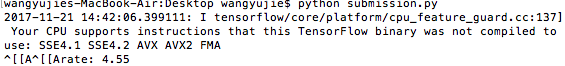 wangyujies-MacBook-Air:Desktop wangyujie$ python submission.py
2017-11-21 14:42:06.399111: I tensorflow/core/platform/cpu_feature_guard.cc:137]
 Your CPU supports instructions that this TensorFlow binary was not compiled to
use: SSE4.1 SSE4.2 AVX AVX2 FMA
^[[A^[[Arate: 4.55